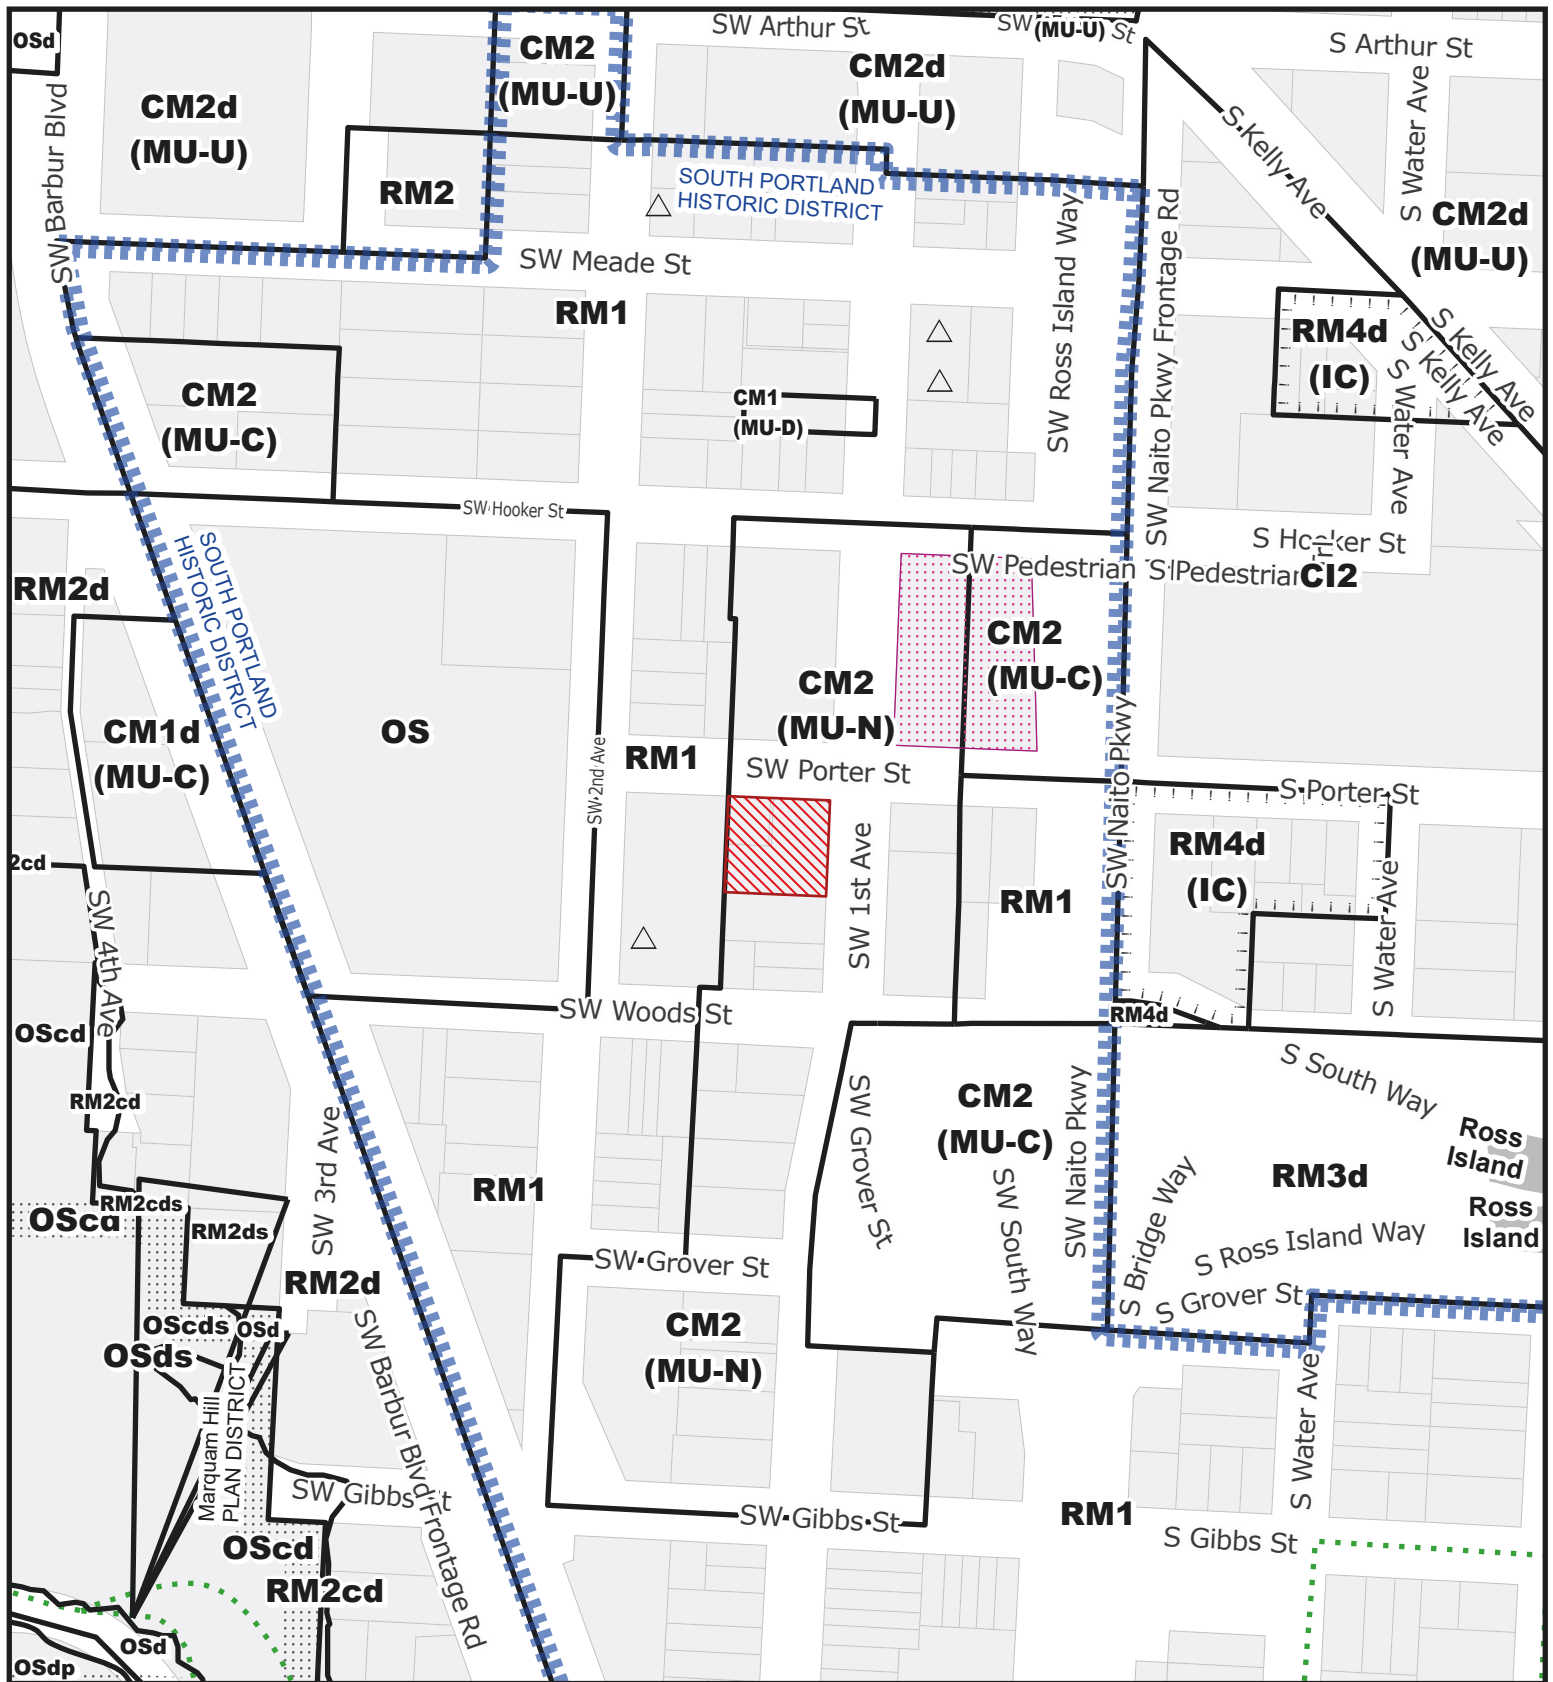 OSd
SW Arthur St
SW
(MU-U)
St
S Arthur St
CM2
(MU-U)
CM2d
(MU-U)
CM2d
(MU-U)
SW Barbur Blvd
RM2
SOUTH PORTLAND
HISTORIC DISTRICT
S Kelly Ave
S Water Ave
CM2d
(MU-U)
SW Meade St
RM1
SW Ross Island Way
SW Naito Pkwy Frontage Rd
RM4d
(IC)
S Kelly Ave
S Kelly Ave
S Water Ave
CM2
(MU-C)
CM1
(MU-D)
SW Hooker St
S Hooker St
SW Pedestrian
S
Pedestrian
CI2
RM2d
SOUTH PORTLAND
HISTORIC DISTRICT
CM2
(MU-C)
CM2
(MU-N)
CM1d
(MU-C)
OS
SW 2nd Ave
RM1
SW Porter St
SW Naito Pkwy
S Porter St
RM4d
(IC)
2cd
SW 4th Ave
SW 1st Ave
RM1
S Water Ave
SW Woods St
RM4d
OScd
RM2cd
S South Way
CM2
(MU-C)
SW Grover St
SW Naito Pkwy
SW 3rd Ave
RM1
Ross
Island
RM3d
Ross
Island
RM2cds
OScd
RM2ds
SW South Way
S Bridge Way
S Ross Island Way
SW Grover St
RM2d
S Grover St
OScds
OSd
OSds
CM2
(MU-N)
Marquam Hill
PLAN DISTRICT
SW Barbur Blvd Frontage Rd
S Water Ave
SW Gibbs St
SW Gibbs St
RM1
S Gibbs St
OScd
RM2cd
OSd
OSdp